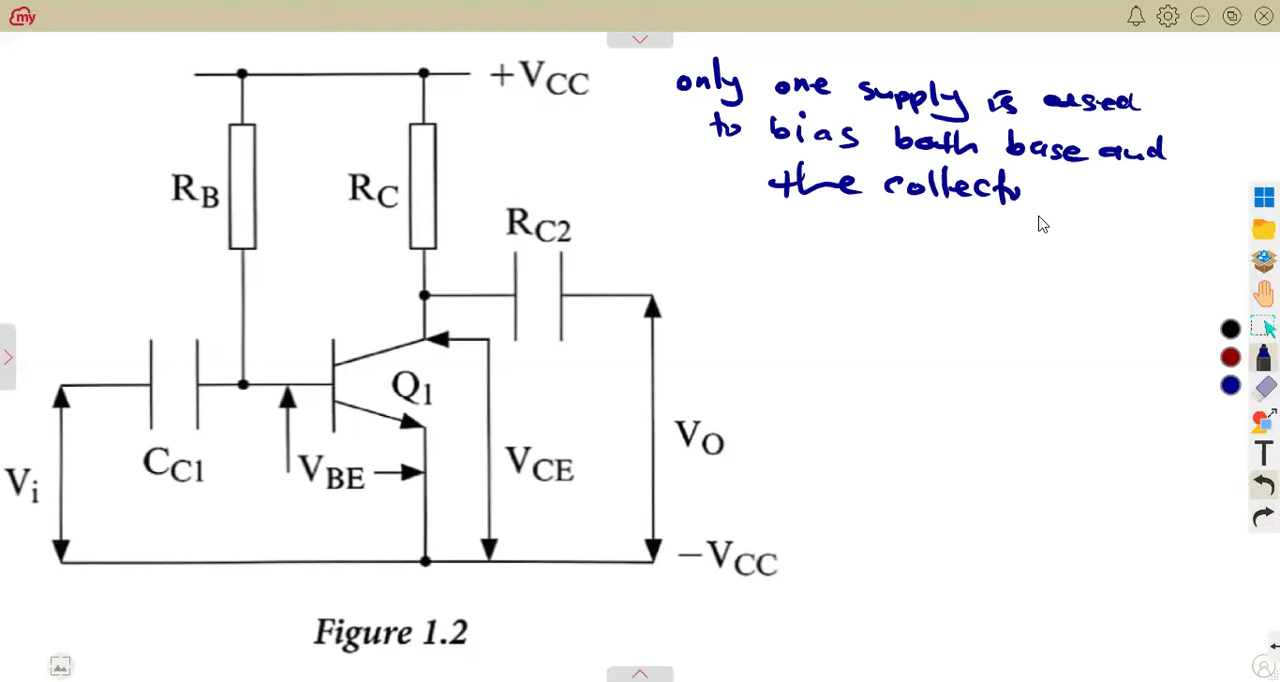 my
+VCC
only one supply is used
to bias both base and
the collecto
RB
RC
RC2
Q1
CC1
VBE
VCE
VO
Vi
−VCC
Figure 1.2
T